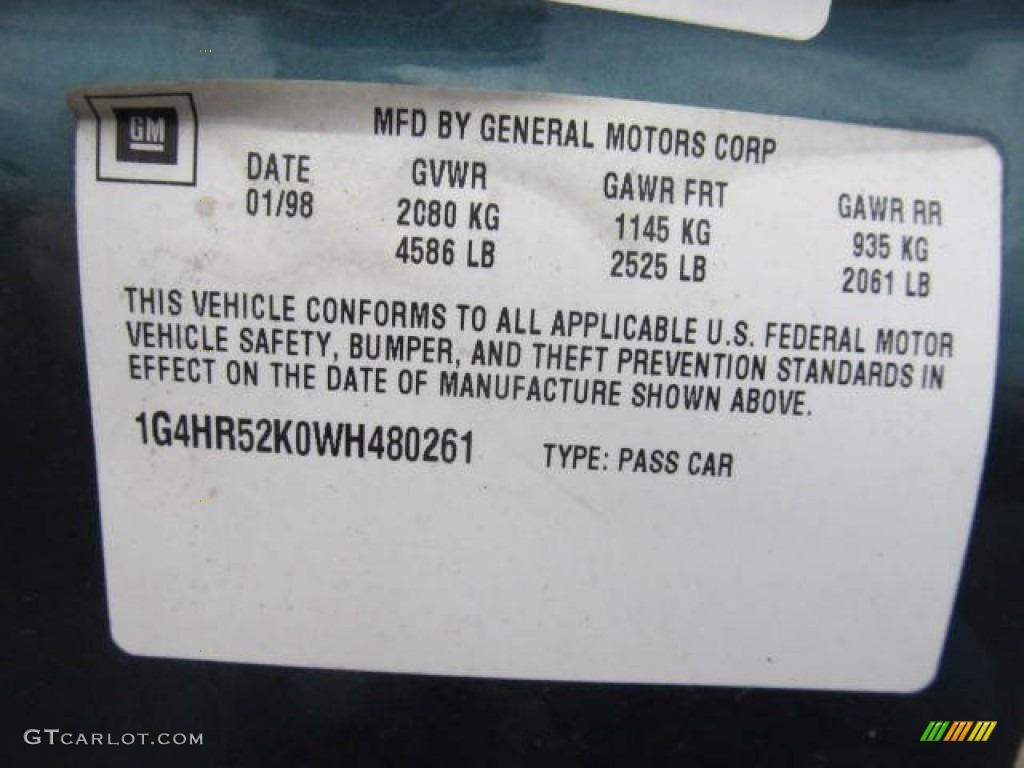 GM
MFD BY GENERAL MOTORS CORP
DATE GVWR GAWR FRT GAWR RR
01/98 2080 KG 1145 KG 935 KG
4586 LB 2525 LB 2061 LB
THIS VEHICLE CONFORMS TO ALL APPLICABLE U.S. FEDERAL MOTOR
VEHICLE SAFETY, BUMPER, AND THEFT PREVENTION STANDARDS IN
EFFECT ON THE DATE OF MANUFACTURE SHOWN ABOVE.
1G4HR52K0WH480261 TYPE: PASS CAR
GTCARLOT.COM